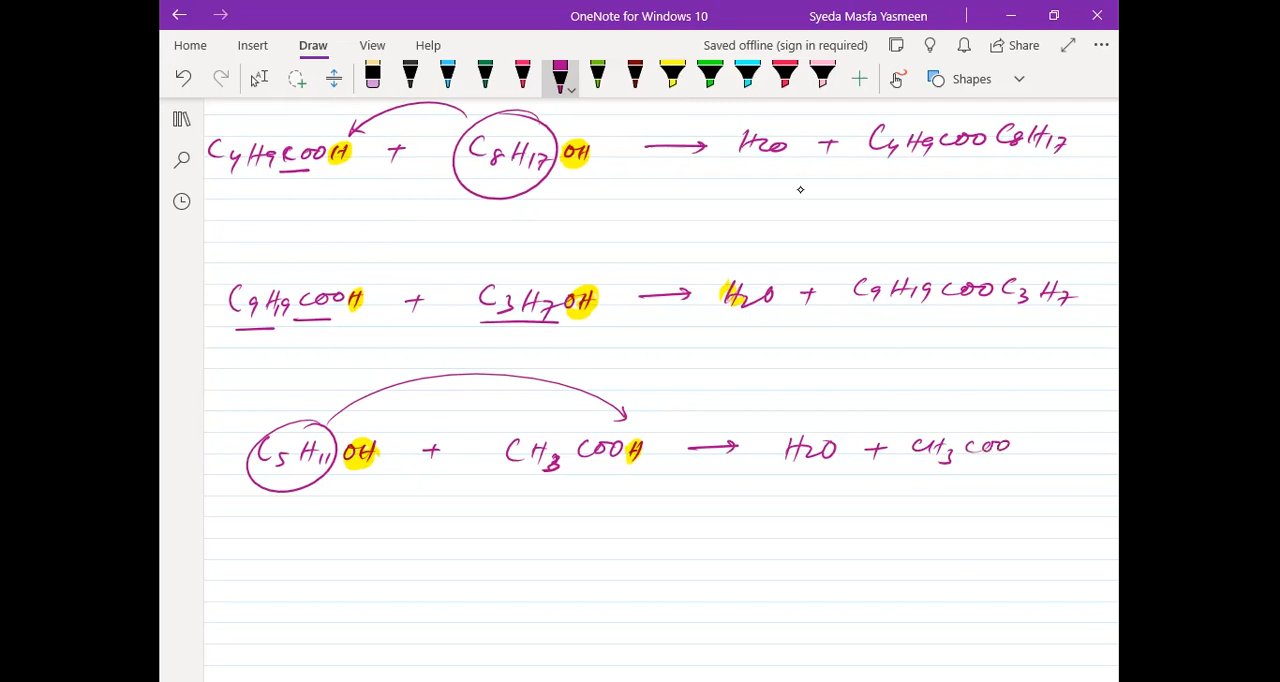 OneNote for Windows 10
Syeda Masfa Yasmeen
Home Insert Draw View Help
Saved offline (sign in required)
Share
Shapes
C4H9COOH + C8H17OH → H2O + C4H9COOC8H17
C9H19COOH + C3H7OH → H2O + C9H19COOC3H7
C5H11OH + CH3COOH → H2O + CH3COO